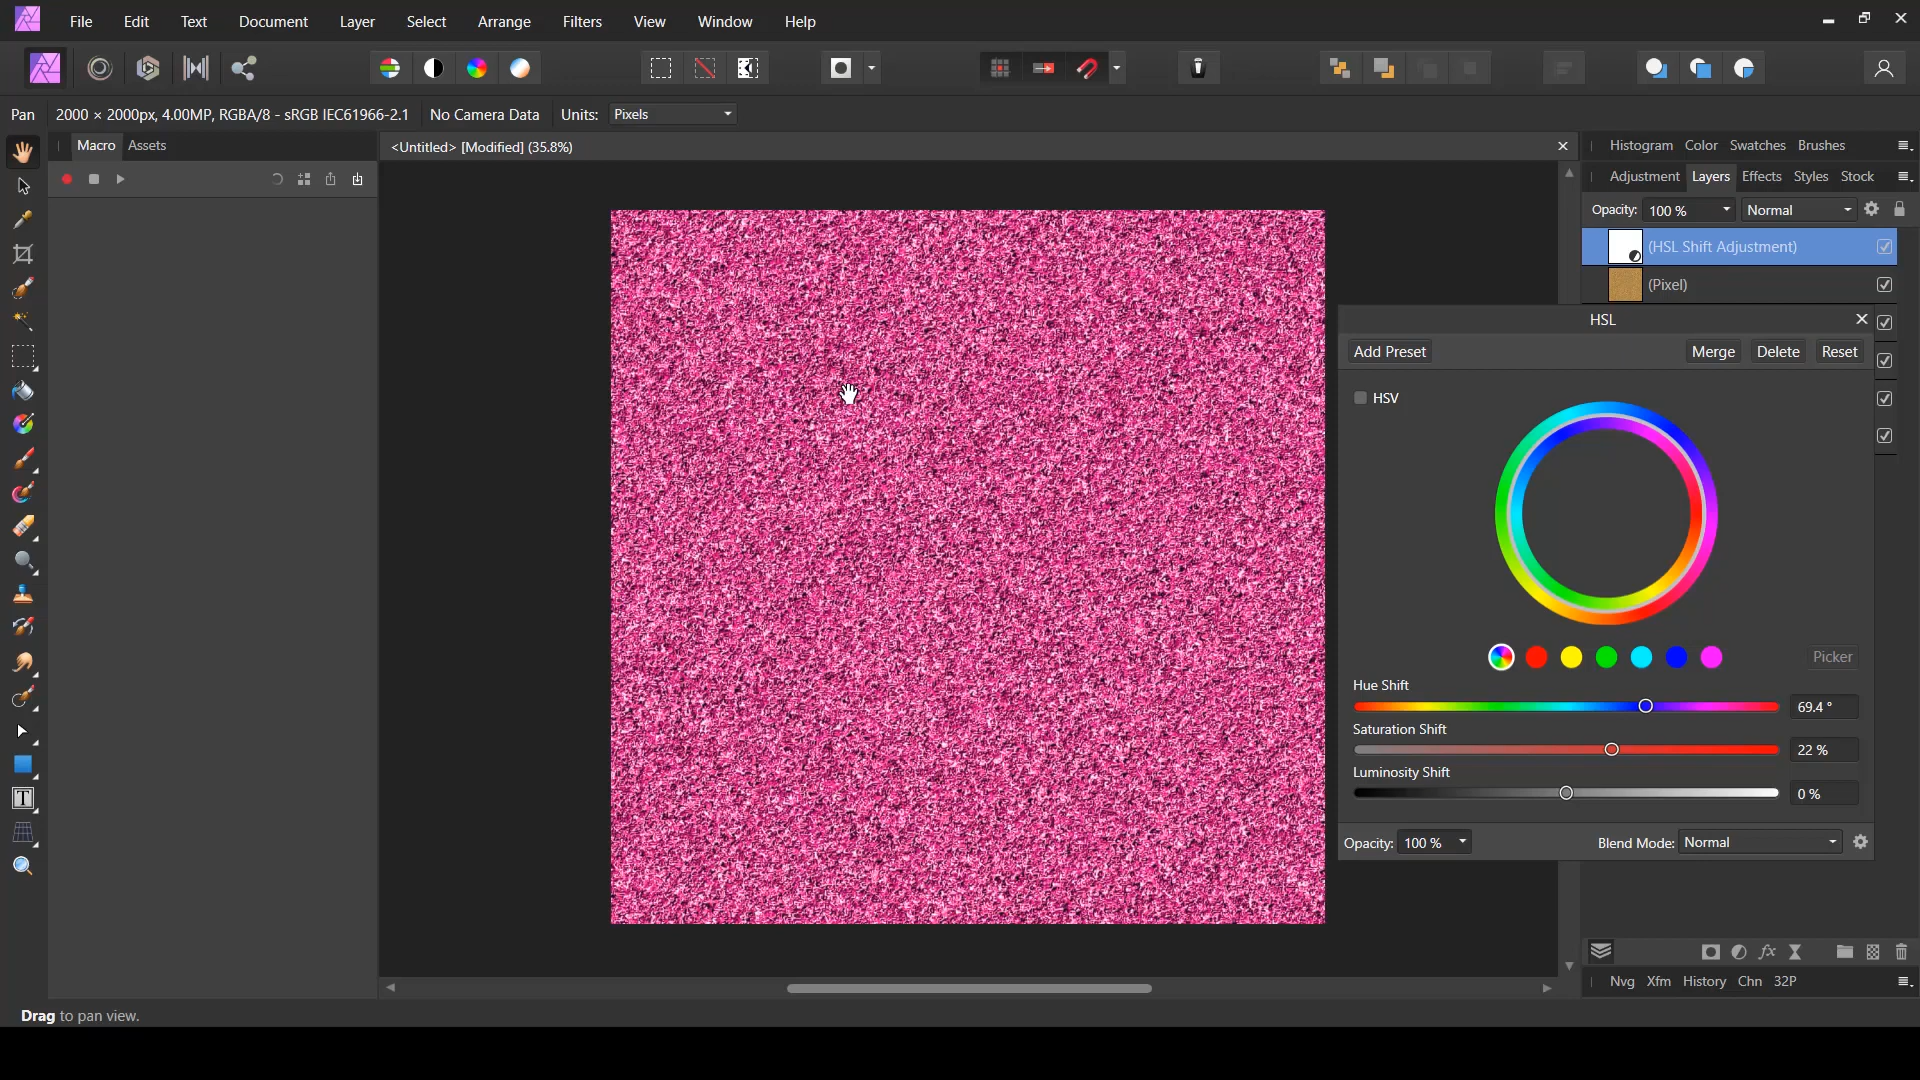 File Edit Text Document Layer Select Arrange Filters View Window Help
Pan 2000 × 2000px, 4.00MP, RGBA/8 - sRGB IEC61966-2.1 No Camera Data Units: Pixels
Macro Assets
<Untitled> [Modified] (35.8%)
Histogram Color Swatches Brushes
Adjustment Layers Effects Styles Stock
Opacity: 100 % Normal
(HSL Shift Adjustment)
(Pixel)
HSL
Add Preset Merge Delete Reset
HSV
Picker
Hue Shift
69.4 °
Saturation Shift
22 %
Luminosity Shift
0 %
Opacity: 100 % Blend Mode: Normal
fx
Nvg Xfm History Chn 32P
Drag to pan view.